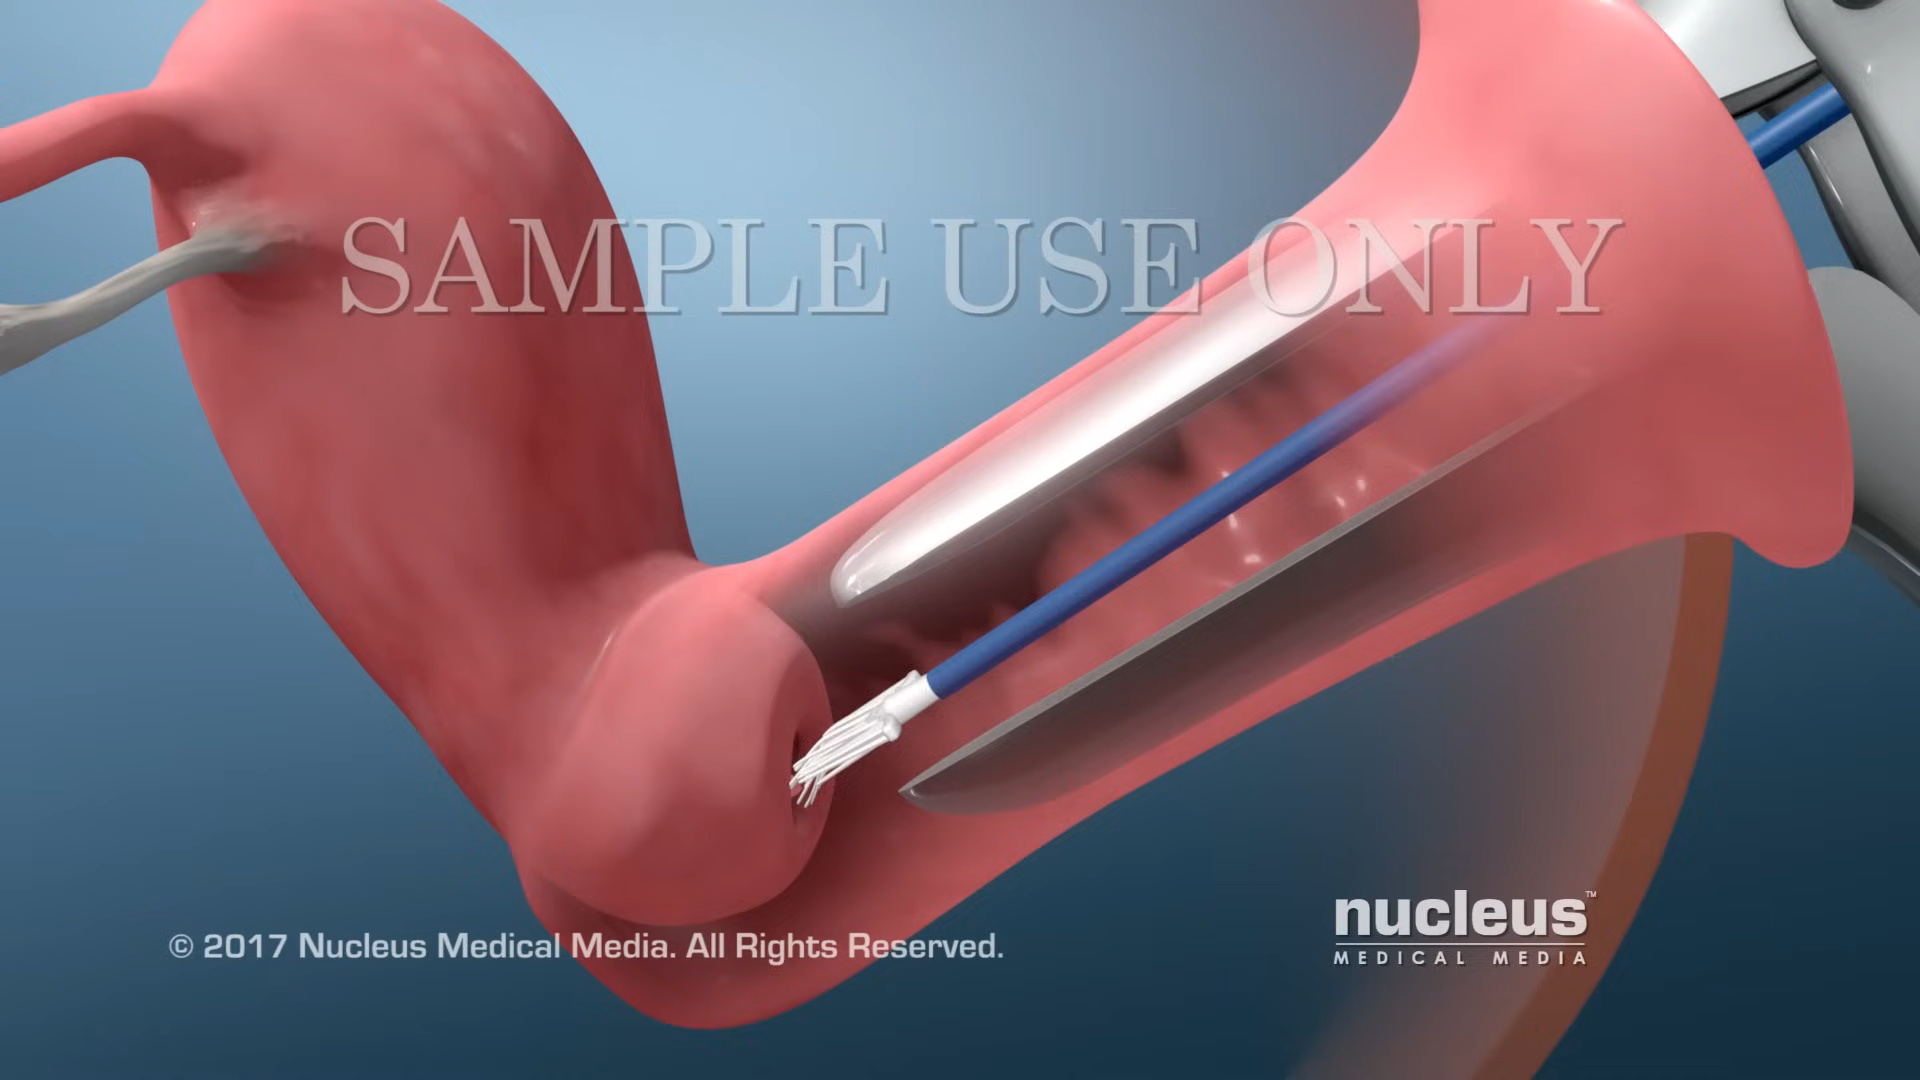 SAMPLE USE ONLY
© 2017 Nucleus Medical Media. All Rights Reserved.
nucleus™
MEDICAL MEDIA